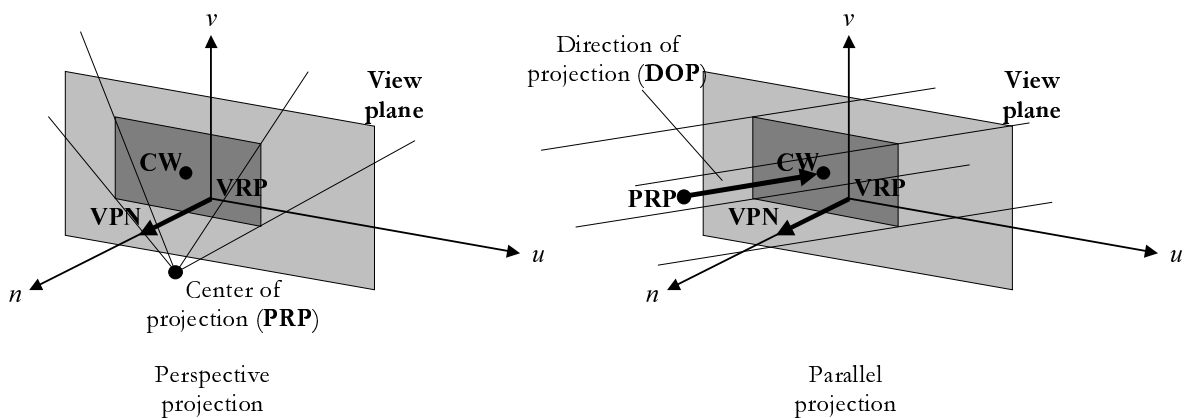 v
View
plane
CW
VRP
VPN
u
n
Center of
projection (PRP)
Perspective
projection
v
Direction of
projection (DOP)
View
plane
CW
PRP
VRP
VPN
u
n
Parallel
projection